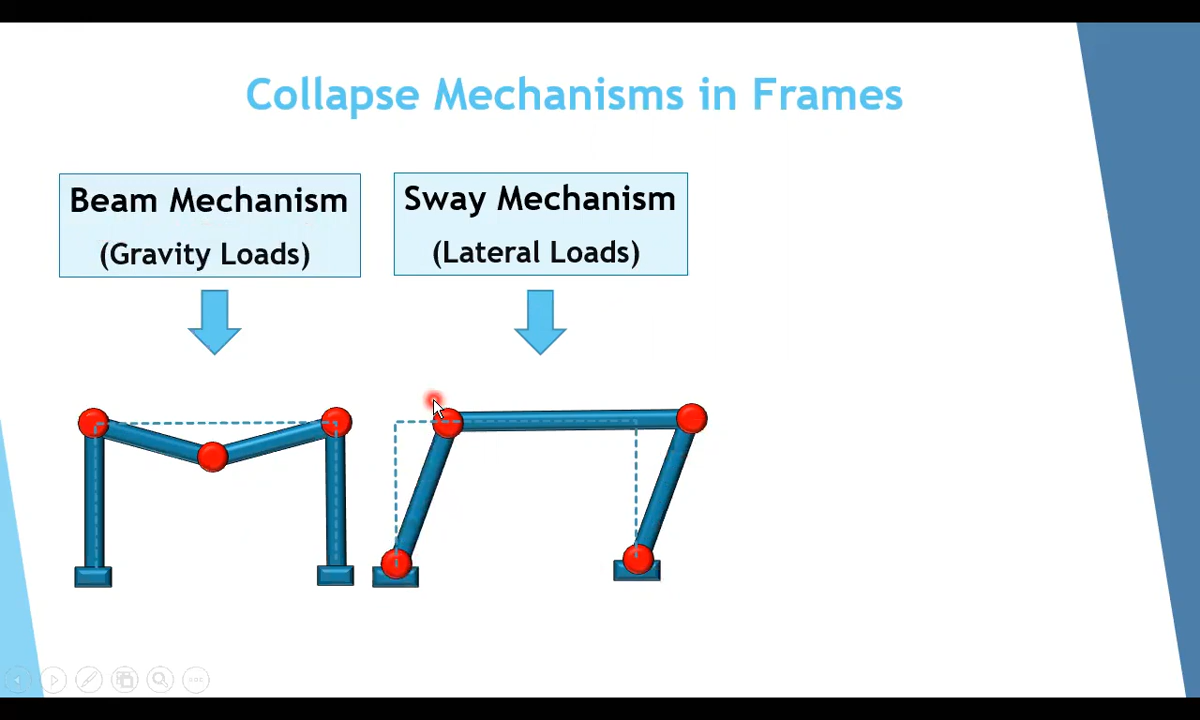 Collapse Mechanisms in Frames
Beam Mechanism
(Gravity Loads)
Sway Mechanism
(Lateral Loads)